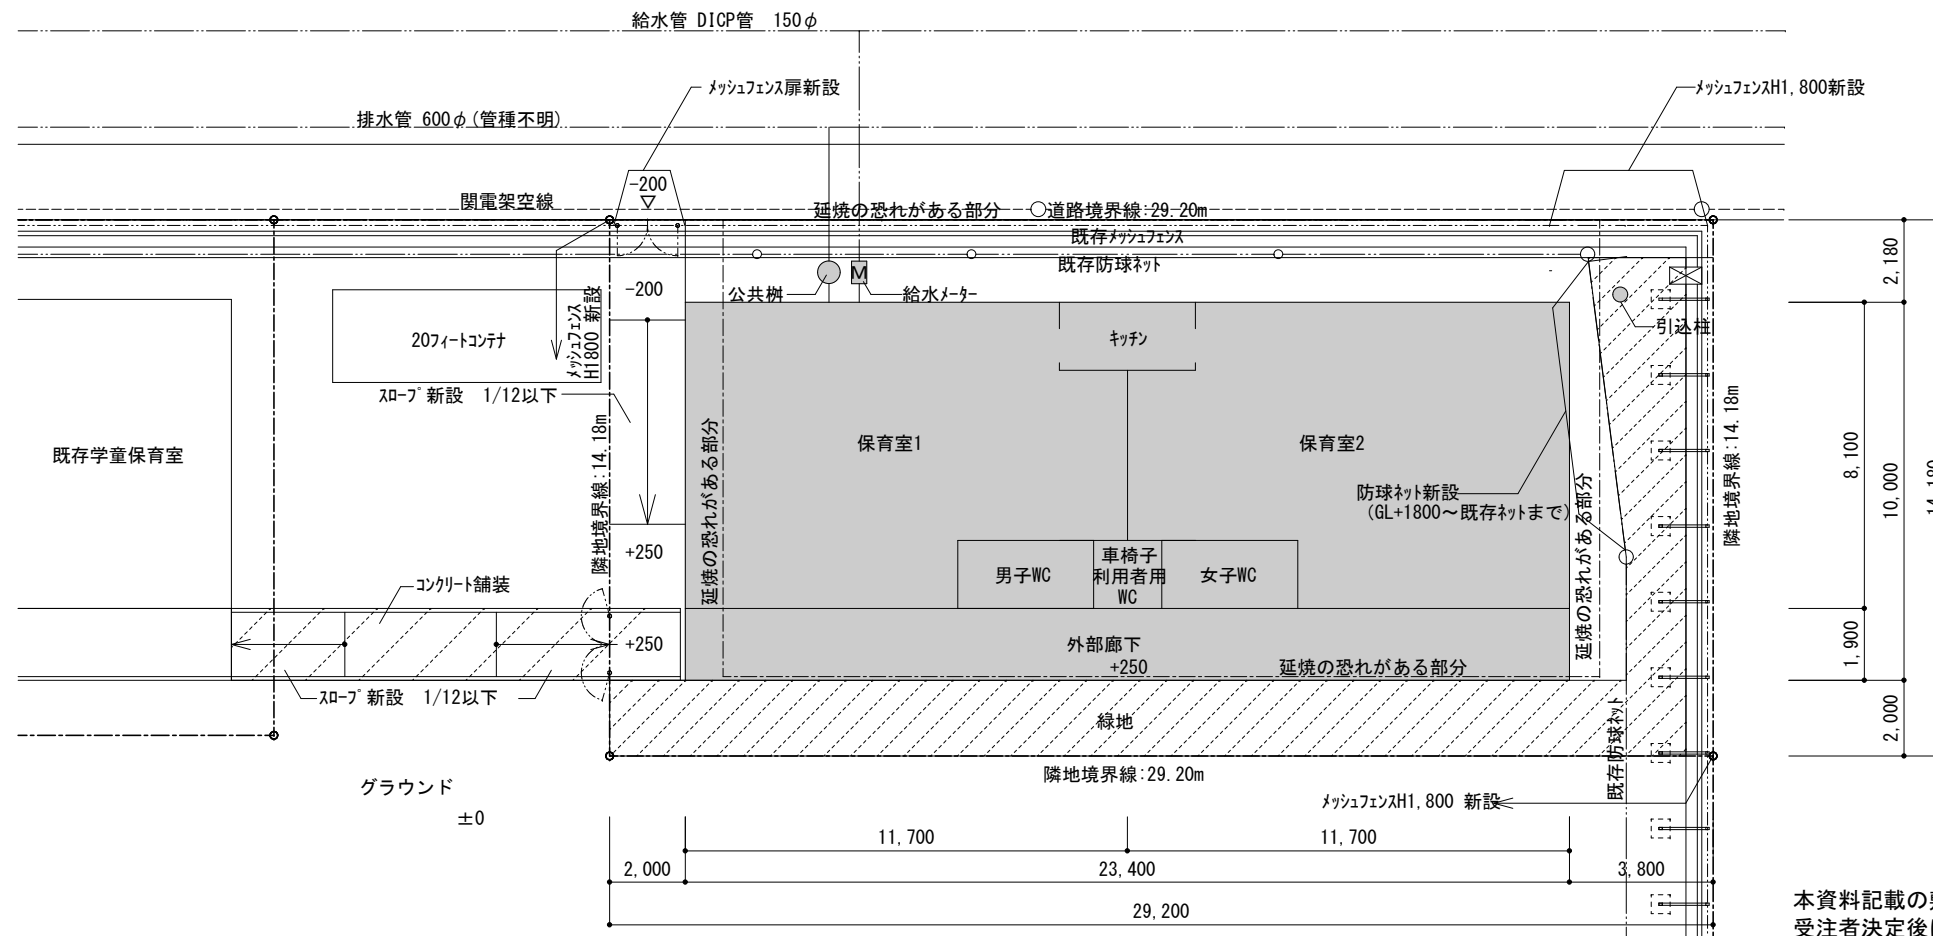 給水管 DICP管　150φ
メッシュフェンス扉新設
メッシュフェンスH1,800新設
排水管 600φ(管種不明)
-200
関電架空線
延焼の恐れがある部分
道路境界線:29.20m
既存メッシュフェンス
既存防球ネット
2,180
-200
公共桝
M
給水メーター
引込柱
20フィートコンテナ
メッシュフェンス
H1800 新設
キッチン
スロープ新設　1/12以下
隣地境界線:14.18m
延焼の恐れがある部分
既存学童保育室
保育室1
保育室2
隣地境界線:14.18m
8,100
10,000
防球ネット新設
(GL+1800～既存ネットまで)
延焼の恐れがある部分
+250
男子WC
車椅子
利用者用
WC
女子WC
コンクリート舗装
+250
外部廊下
+250
延焼の恐れがある部分
1,900
スロープ新設　1/12以下
緑地
既存防球ネット
2,000
隣地境界線:29.20m
グラウンド
±0
メッシュフェンスH1,800 新設
11,700
11,700
2,000
23,400
3,800
29,200
本資料記載の
受注者決定後